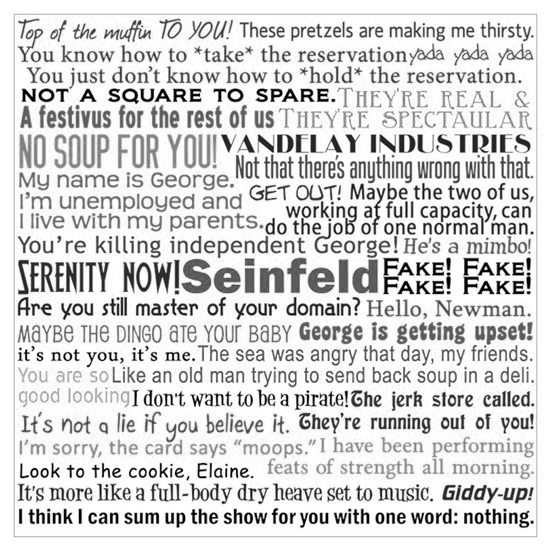 Top of the muffin TO YOU! These pretzels are making me thirsty.
You know how to *take* the reservation yada yada yada
You just don't know how to *hold* the reservation.
NOT A SQUARE TO SPARE. THEY'RE REAL &
A festivus for the rest of us THEY'RE SPECTAULAR
NO SOUP FOR YOU! VANDELAY INDUSTRIES
Not that there's anything wrong with that.
My name is George.
I'm unemployed and
I live with my parents.
GET OUT! Maybe the two of us,
working at full capacity, can
do the job of one normal man.
You're killing independent George! He's a mimbo!
SERENITY NOW! Seinfeld FAKE! FAKE!
FAKE! FAKE!
Are you still master of your domain? Hello, Newman.
MAYBE THE DINGO ATE YOUR BABY George is getting upset!
it's not you, it's me. The sea was angry that day, my friends.
You are so
good looking
Like an old man trying to send back soup in a deli.
I don't want to be a pirate! The jerk store called.
It's not a lie if you believe it. They're running out of you!
I'm sorry, the card says "moops." I have been performing
feats of strength all morning.
Look to the cookie, Elaine.
It's more like a full-body dry heave set to music. Giddy-up!
I think I can sum up the show for you with one word: nothing.